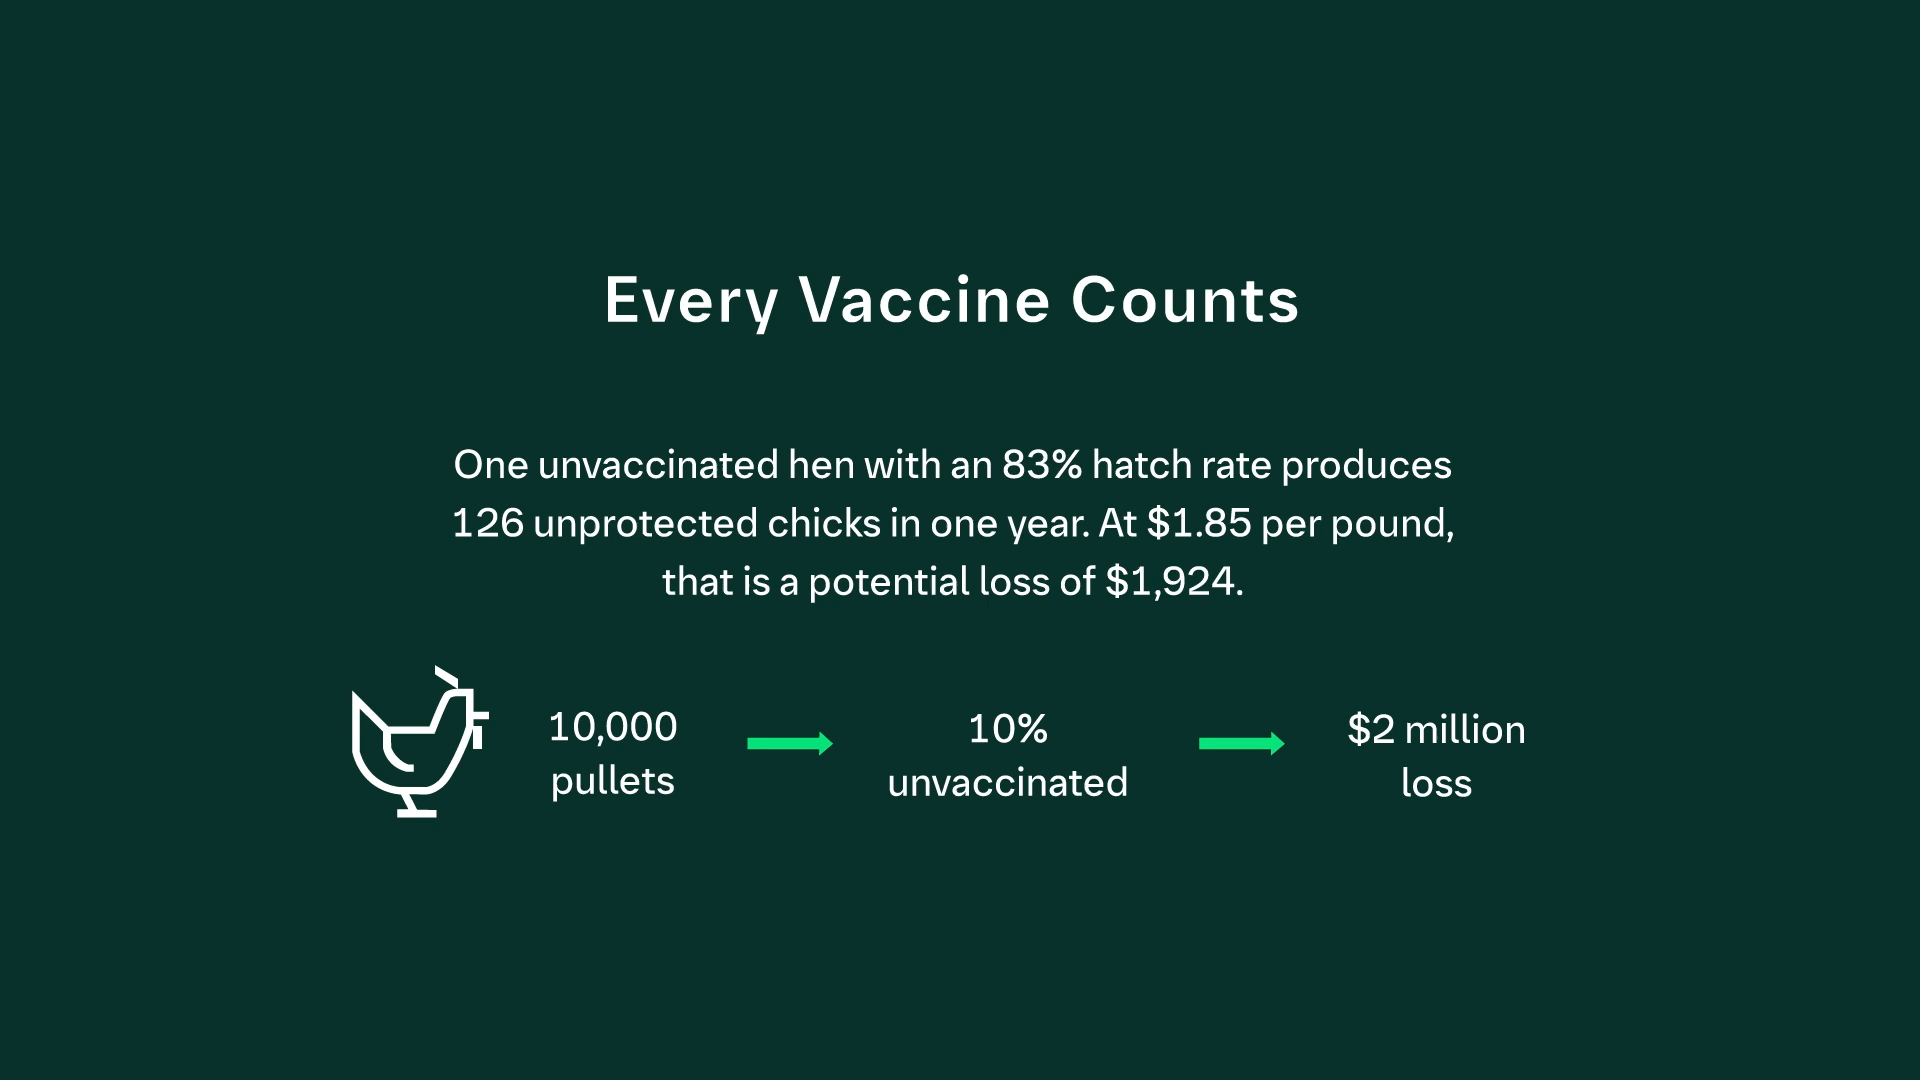 Every Vaccine Counts
One unvaccinated hen with an 83% hatch rate produces
126 unprotected chicks in one year. At $1.85 per pound,
that is a potential loss of $1,924.
10,000
pullets
10%
unvaccinated
$2 million
loss